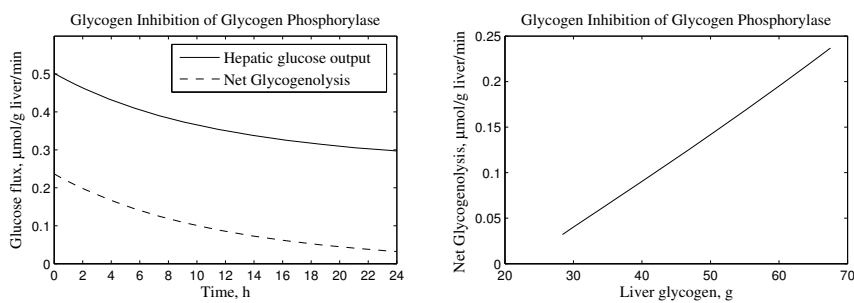 Glycogen Inhibition of Glycogen Phosphorylase
Glucose flux, μmol/g liver/min
0.5
0.4
0.3
0.2
0.1
0
Hepatic glucose output
Net Glycogenolysis
0 2 4 6 8 10 12 14 16 18 20 22 24
Time, h
Glycogen Inhibition of Glycogen Phosphorylase
Net Glycogenolysis, μmol/g liver/min
0.25
0.2
0.15
0.1
0.05
0
20 30 40 50 60 70
Liver glycogen, g